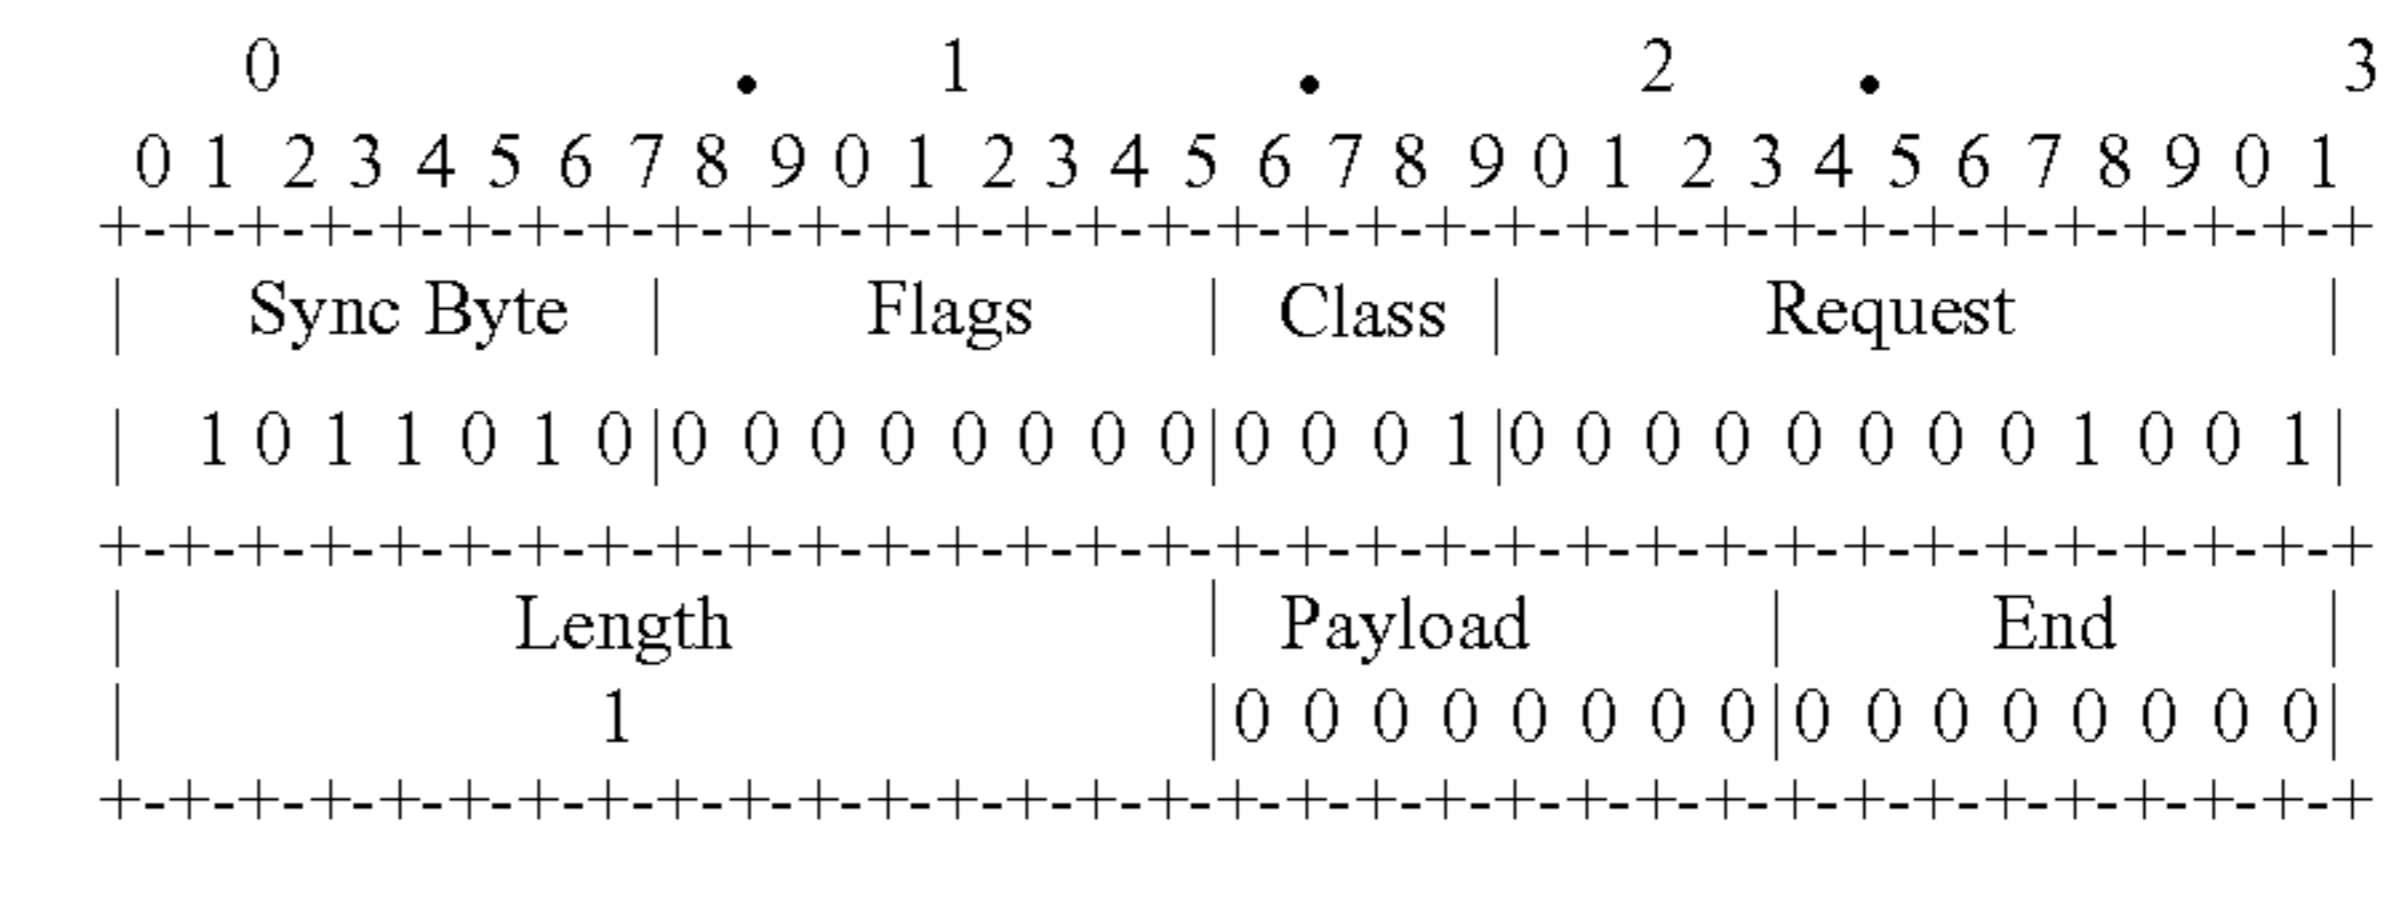 0 . 1 . 2 . 3
0 1 2 3 4 5 6 7 8 9 0 1 2 3 4 5 6 7 8 9 0 1 2 3 4 5 6 7 8 9 0 1
+-+-+-+-+-+-+-+-+-+-+-+-+-+-+-+-+-+-+-+-+-+-+-+-+-+-+-+-+-+-+-+-+
| Sync Byte | Flags | Class | Request |
| 1 0 1 1 0 1 0|0 0 0 0 0 0 0 0|0 0 0 1|0 0 0 0 0 0 0 0 1 0 0 1|
+-+-+-+-+-+-+-+-+-+-+-+-+-+-+-+-+-+-+-+-+-+-+-+-+-+-+-+-+-+-+-+-+
| Length | Payload | End |
| 1 |0 0 0 0 0 0 0 0|0 0 0 0 0 0 0 0|
+-+-+-+-+-+-+-+-+-+-+-+-+-+-+-+-+-+-+-+-+-+-+-+-+-+-+-+-+-+-+-+-+